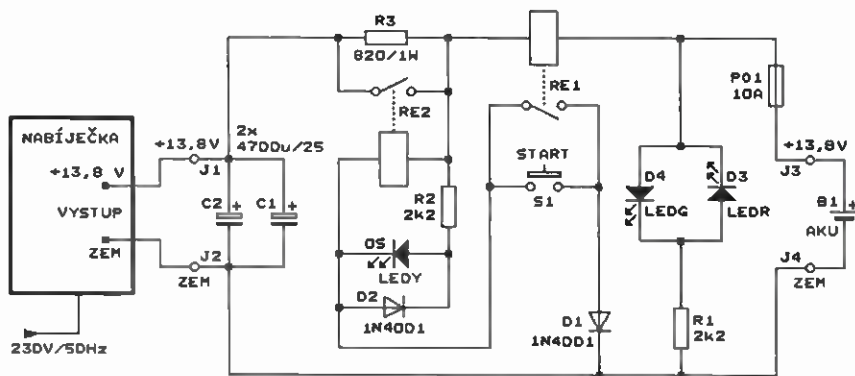 R3
820/1W
RE2
RE1
PO1
10A
NABÍJEČKA
+13,8 V
VYSTUP
ZEM
230V/50Hz
+13,8V
J1
2x
4700u/25
C2
+
C1
+
J2
ZEM
R2
2k2
D5
LEDY
D2
1N4001
START
S1
D1
1N4001
D4
LEDG
D3
LEDR
R1
2k2
+13,8V
J3
B1
+
AKU
J4
ZEM